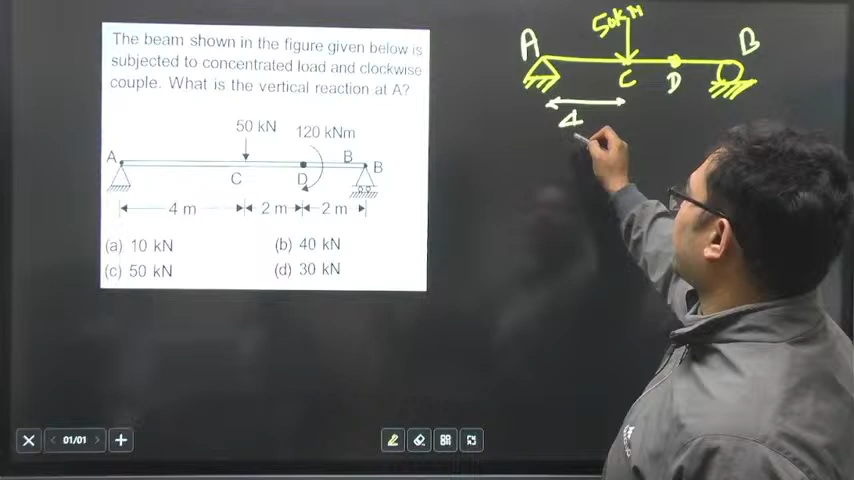 The beam shown in the figure given below is
subjected to concentrated load and clockwise
couple. What is the vertical reaction at A?
50 kN 120 kNm
A B B
C D
4 m 2 m 2 m
(a) 10 kN (b) 40 kN
(c) 50 kN (d) 30 kN
01/01
50KN
A B
C D
4